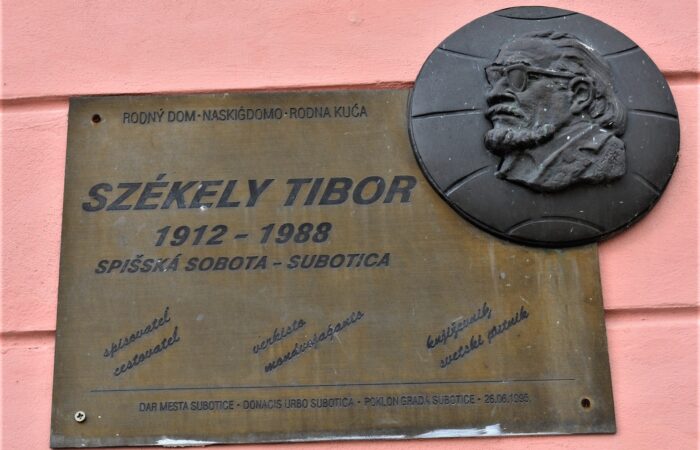 RODNÝ DOM · NASKIĜDOMO · RODNA KUĆA
SZÉKELY TIBOR
1912 - 1988
SPIŠSKÁ SOBOTA - SUBOTICA
spisovatel verkisto književnik,
cestovatel mondvojaĝanto svetski putnik
DAR MESTA SUBOTICE · DONACIS URBO SUBOTICA · POKLON GRADA SUBOTICE · 26.06.1995.